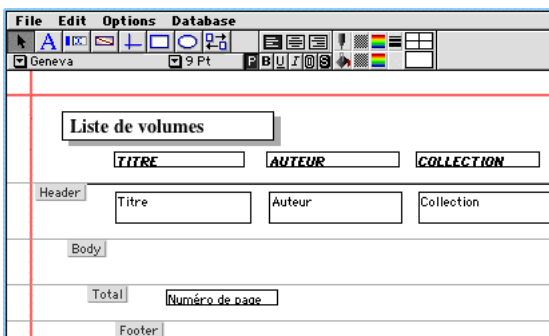 File Edit Options Database
A
Geneva 9 Pt P B U I O S
Liste de volumes
TITRE AUTEUR COLLECTION
Header
Titre Auteur Collection
Body
Total Numéro de page
Footer